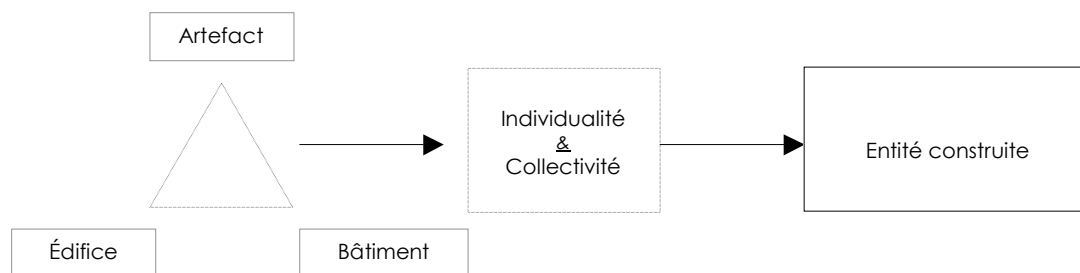 Artefact
Individualité
&
Collectivité
Entité construite
Édifice
Bâtiment